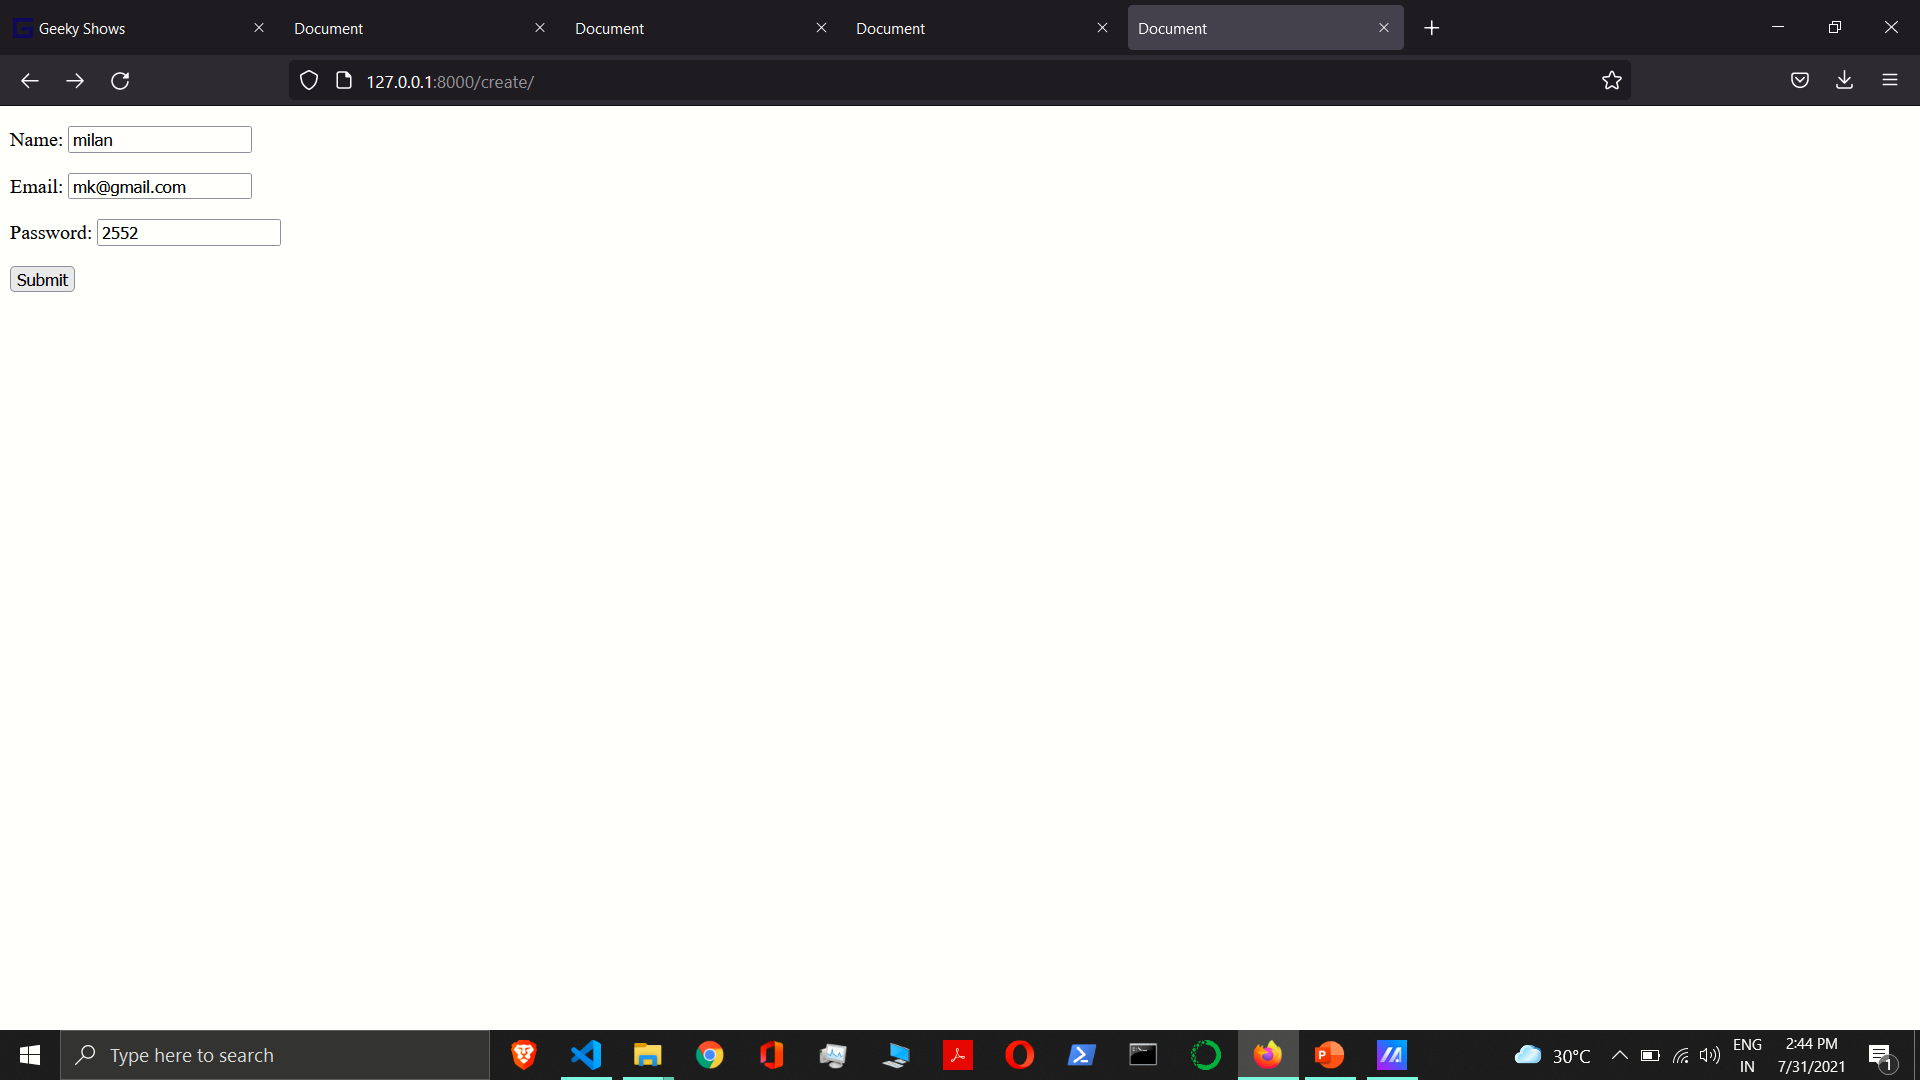 Geeky Shows
Document
Document
Document
Document
127.0.0.1:8000/create/
Name: milan
Email: mk@gmail.com
Password: 2552
Submit
Type here to search
30°C
ENG
IN
2:44 PM
7/31/2021
1